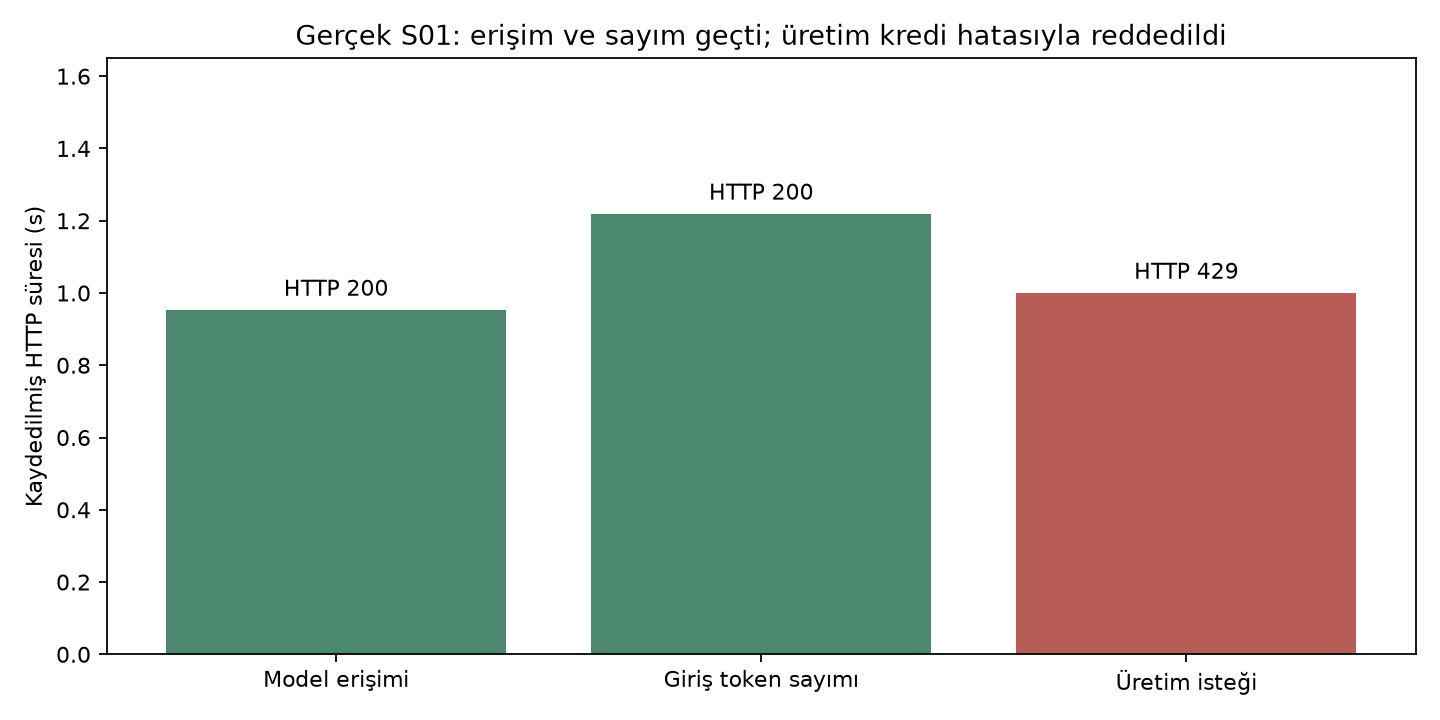 Gerçek S01: erişim ve sayım geçti; üretim kredi hatasıyla reddedildi
Kaydedilmiş HTTP süresi (s)
1.6
1.4
1.2
1.0
0.8
0.6
0.4
0.2
0.0
HTTP 200
HTTP 200
HTTP 429
Model erişimi
Giriş token sayımı
Üretim isteği